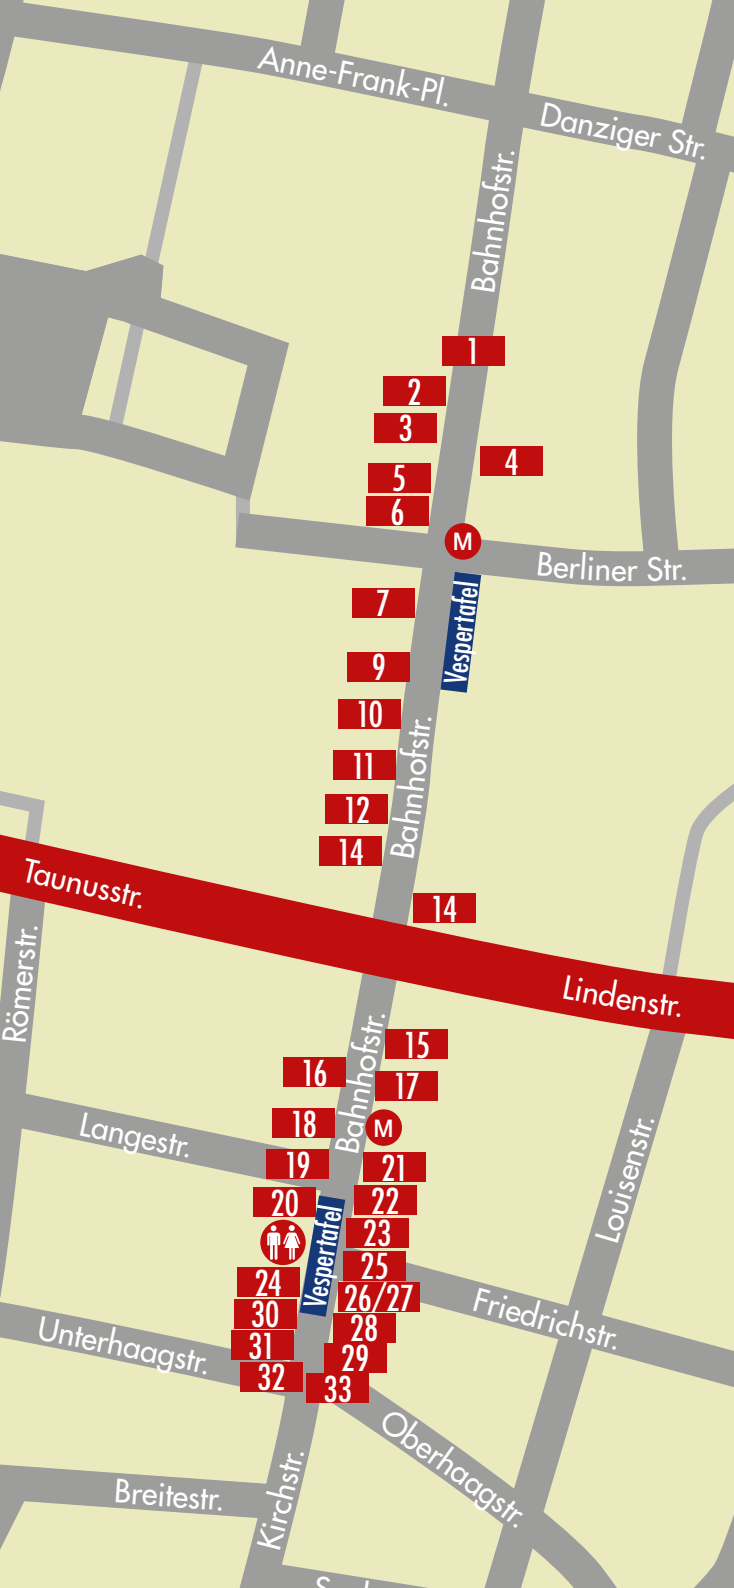 Anne-Frank-Pl.
Danziger Str.
Bahnhofstr.
1
2
3
4
5
6
M
Berliner Str.
7
Vespertafel
9
10
Bahnhofstr.
11
12
14
Taunusstr.
14
Römerstr.
Lindenstr.
Bahnhofstr.
15
16
17
18
M
Langestr.
19
21
Louisenstr.
20
22
Vespertafel
23
24
25
26/27
30
28
Friedrichstr.
Unterhaagstr.
31
29
32
33
Oberhaagstr.
Breitestr.
Kirchstr.